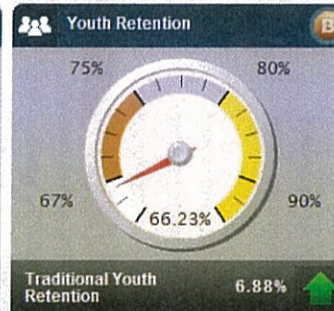 Youth Retention
B
75%
80%
67%
90%
66.23%
Traditional Youth
Retention
6.88%